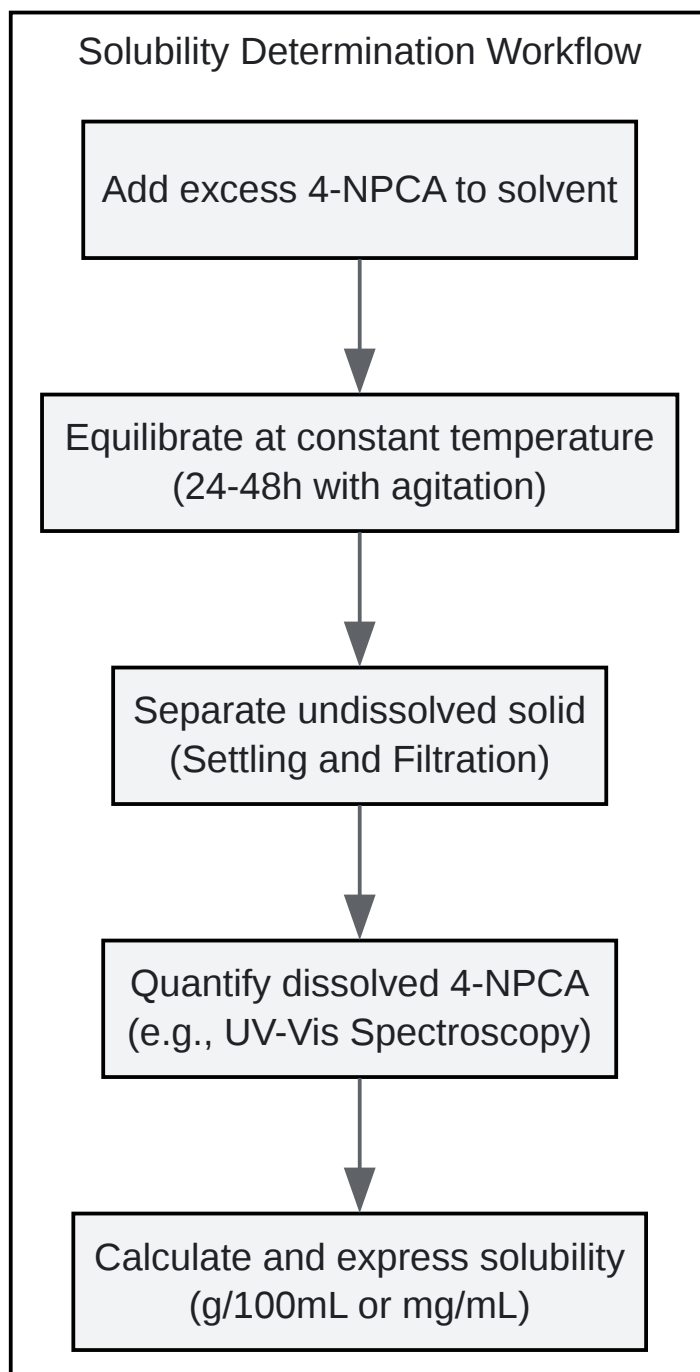 Solubility Determination Workflow
Add excess 4-NPCA to solvent
Equilibrate at constant temperature
(24-48h with agitation)
Separate undissolved solid
(Settling and Filtration)
Quantify dissolved 4-NPCA
(e.g., UV-Vis Spectroscopy)
Calculate and express solubility
(g/100mL or mg/mL)